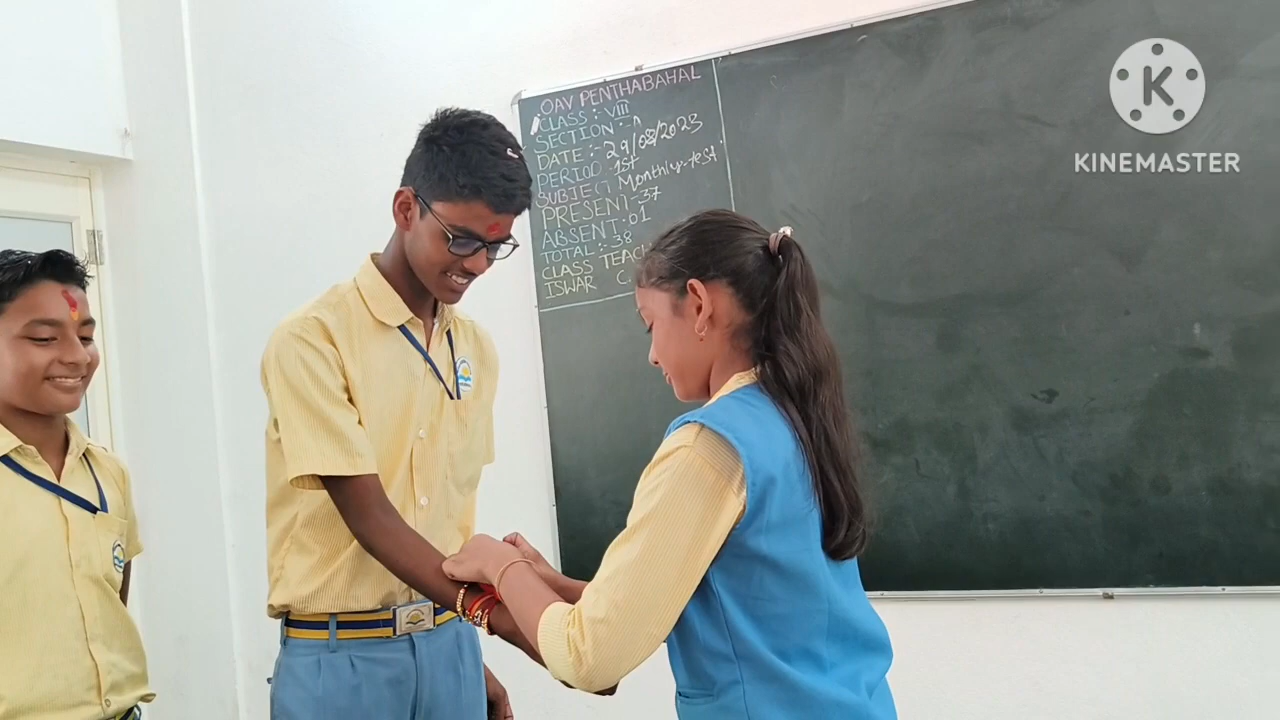 OAV PENTHABAHAL
CLASS : VIII
SECTION :- A
DATE :- 29/08/2023
PERIOD :- 1ST
SUBJECT Monthly-test
PRESENT - 37
ABSENT - 01
TOTAL :- 38
CLASS TEACH
ISWAR C.
KINEMASTER